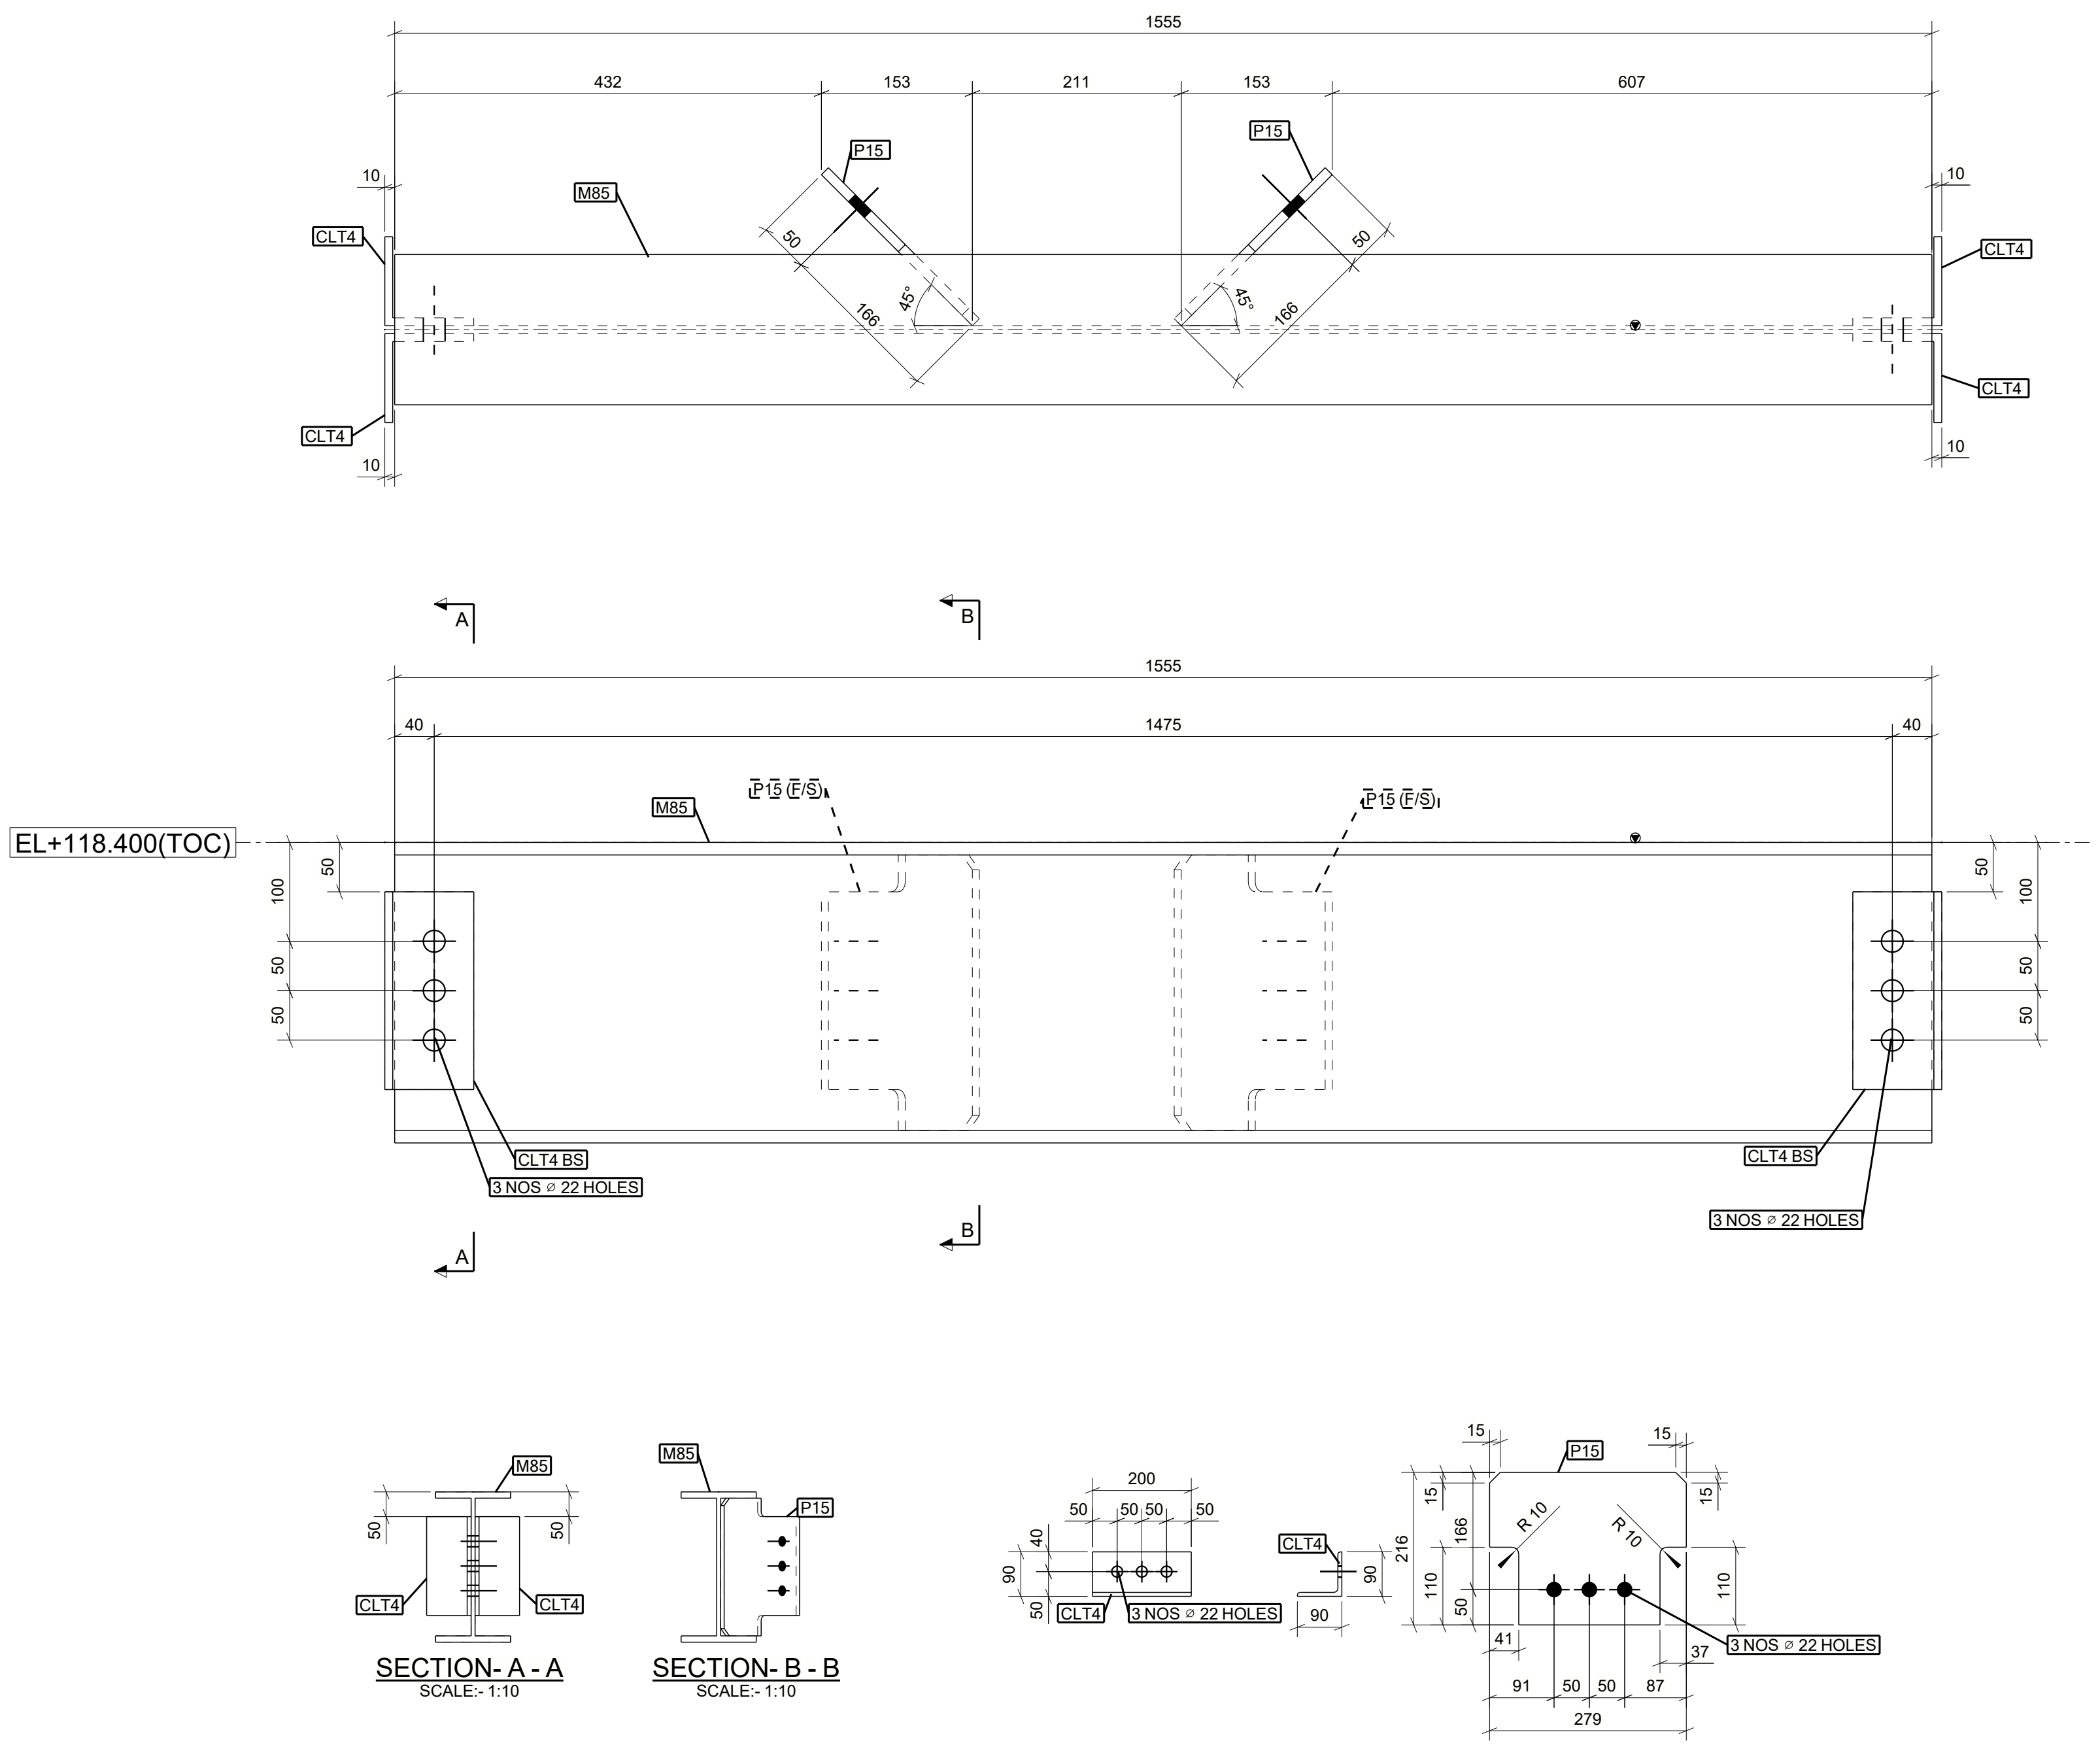 1555
432 153 211 153 607
P15
P15
M85
10
10
CLT4
CLT4
50
50
45°
45°
166
166
CLT4
CLT4
10
10
A
B
1555
40 1475 40
P15 (F/S)
P15 (F/S)
M85
EL+118.400(TOC)
50
100
50
50
50
100
50
50
CLT4 BS
3 NOS ⌀ 22 HOLES
CLT4 BS
3 NOS ⌀ 22 HOLES
A
B
M85
50
50
CLT4
CLT4
SECTION- A - A
SCALE:- 1:10
M85
P15
SECTION- B - B
SCALE:- 1:10
200
50 50 50 50
40
90
50
CLT4
3 NOS ⌀ 22 HOLES
CLT4
90
90
15
15
P15
15
15
R 10
R 10
216
166
110
50
110
3 NOS ⌀ 22 HOLES
41
37
91 50 50 87
279